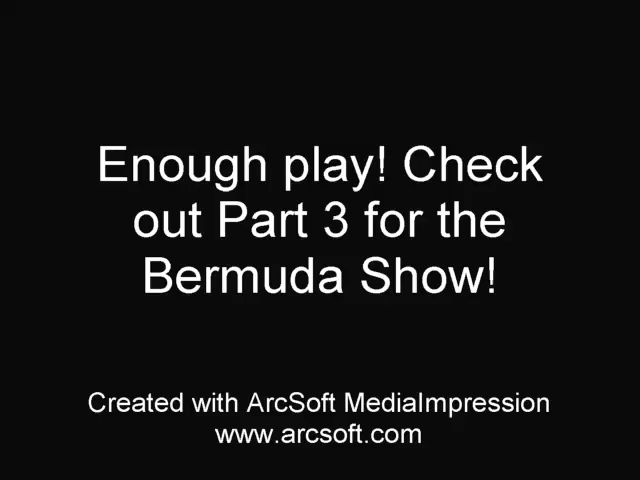 Enough play! Check
out Part 3 for the
Bermuda Show!
Created with ArcSoft MediaImpression
www.arcsoft.com